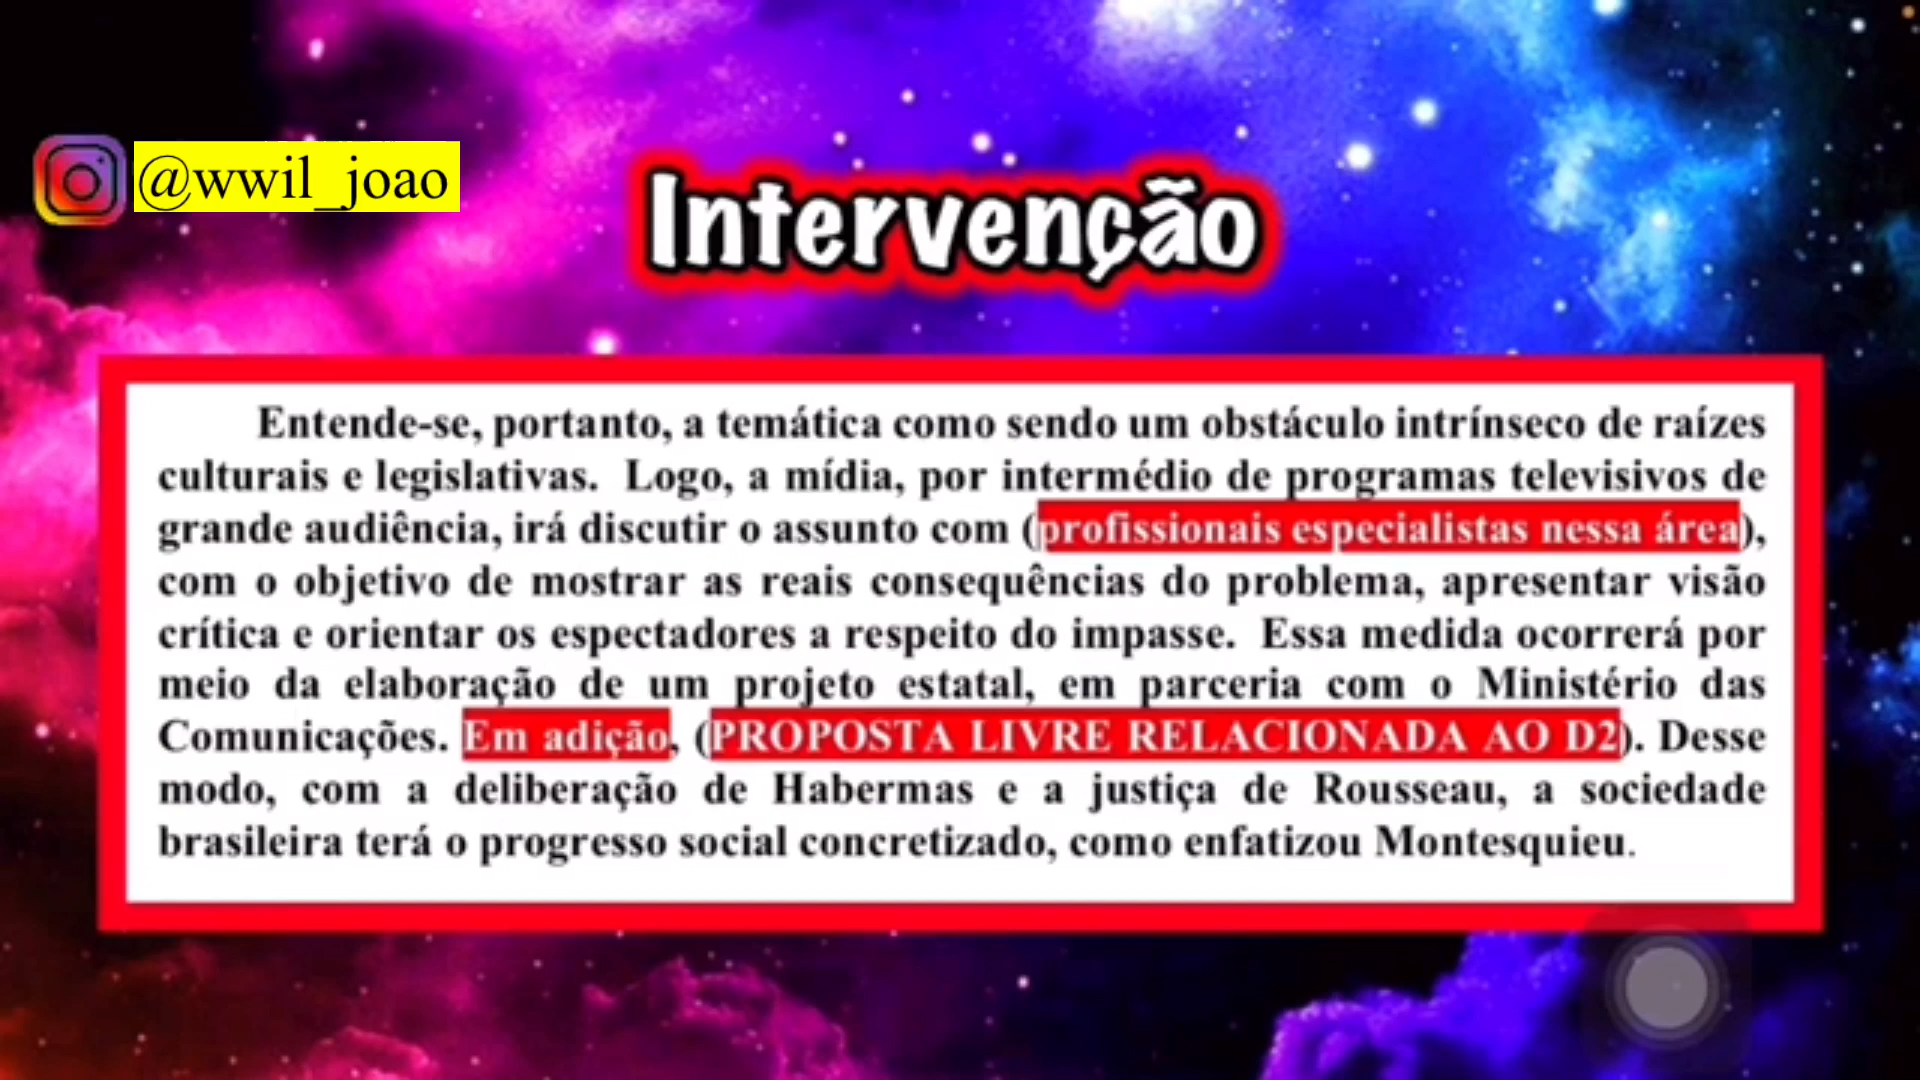 @wwil_joao
Intervenção
Entende-se, portanto, a temática como sendo um obstáculo intrínseco de raízes
culturais e legislativas. Logo, a mídia, por intermédio de programas televisivos de
grande audiência, irá discutir o assunto com (profissionais especialistas nessa área),
com o objetivo de mostrar as reais consequências do problema, apresentar visão
crítica e orientar os espectadores a respeito do impasse. Essa medida ocorrerá por
meio da elaboração de um projeto estatal, em parceria com o Ministério das
Comunicações. Em adição, (PROPOSTA LIVRE RELACIONADA AO D2). Desse
modo, com a deliberação de Habermas e a justiça de Rousseau, a sociedade
brasileira terá o progresso social concretizado, como enfatizou Montesquieu.